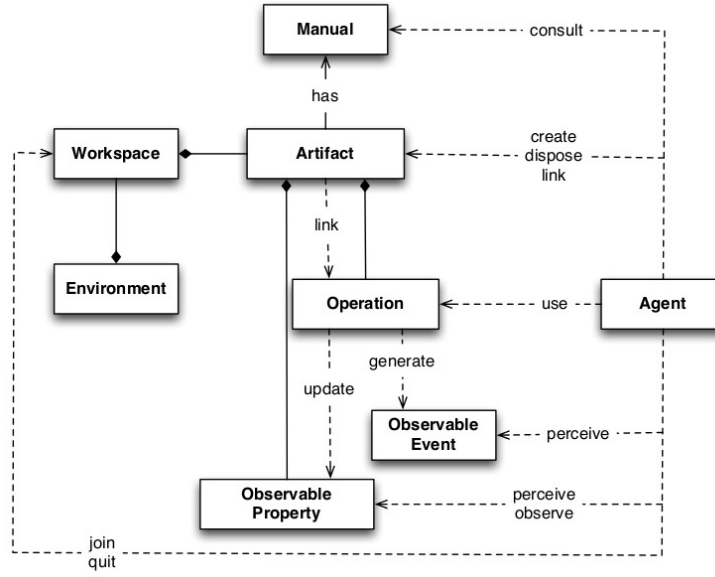 Manual
consult
has
Workspace
Artifact
create
dispose
link
link
Environment
Operation
use
Agent
generate
update
Observable
Event
perceive
Observable
Property
perceive
observe
join
quit